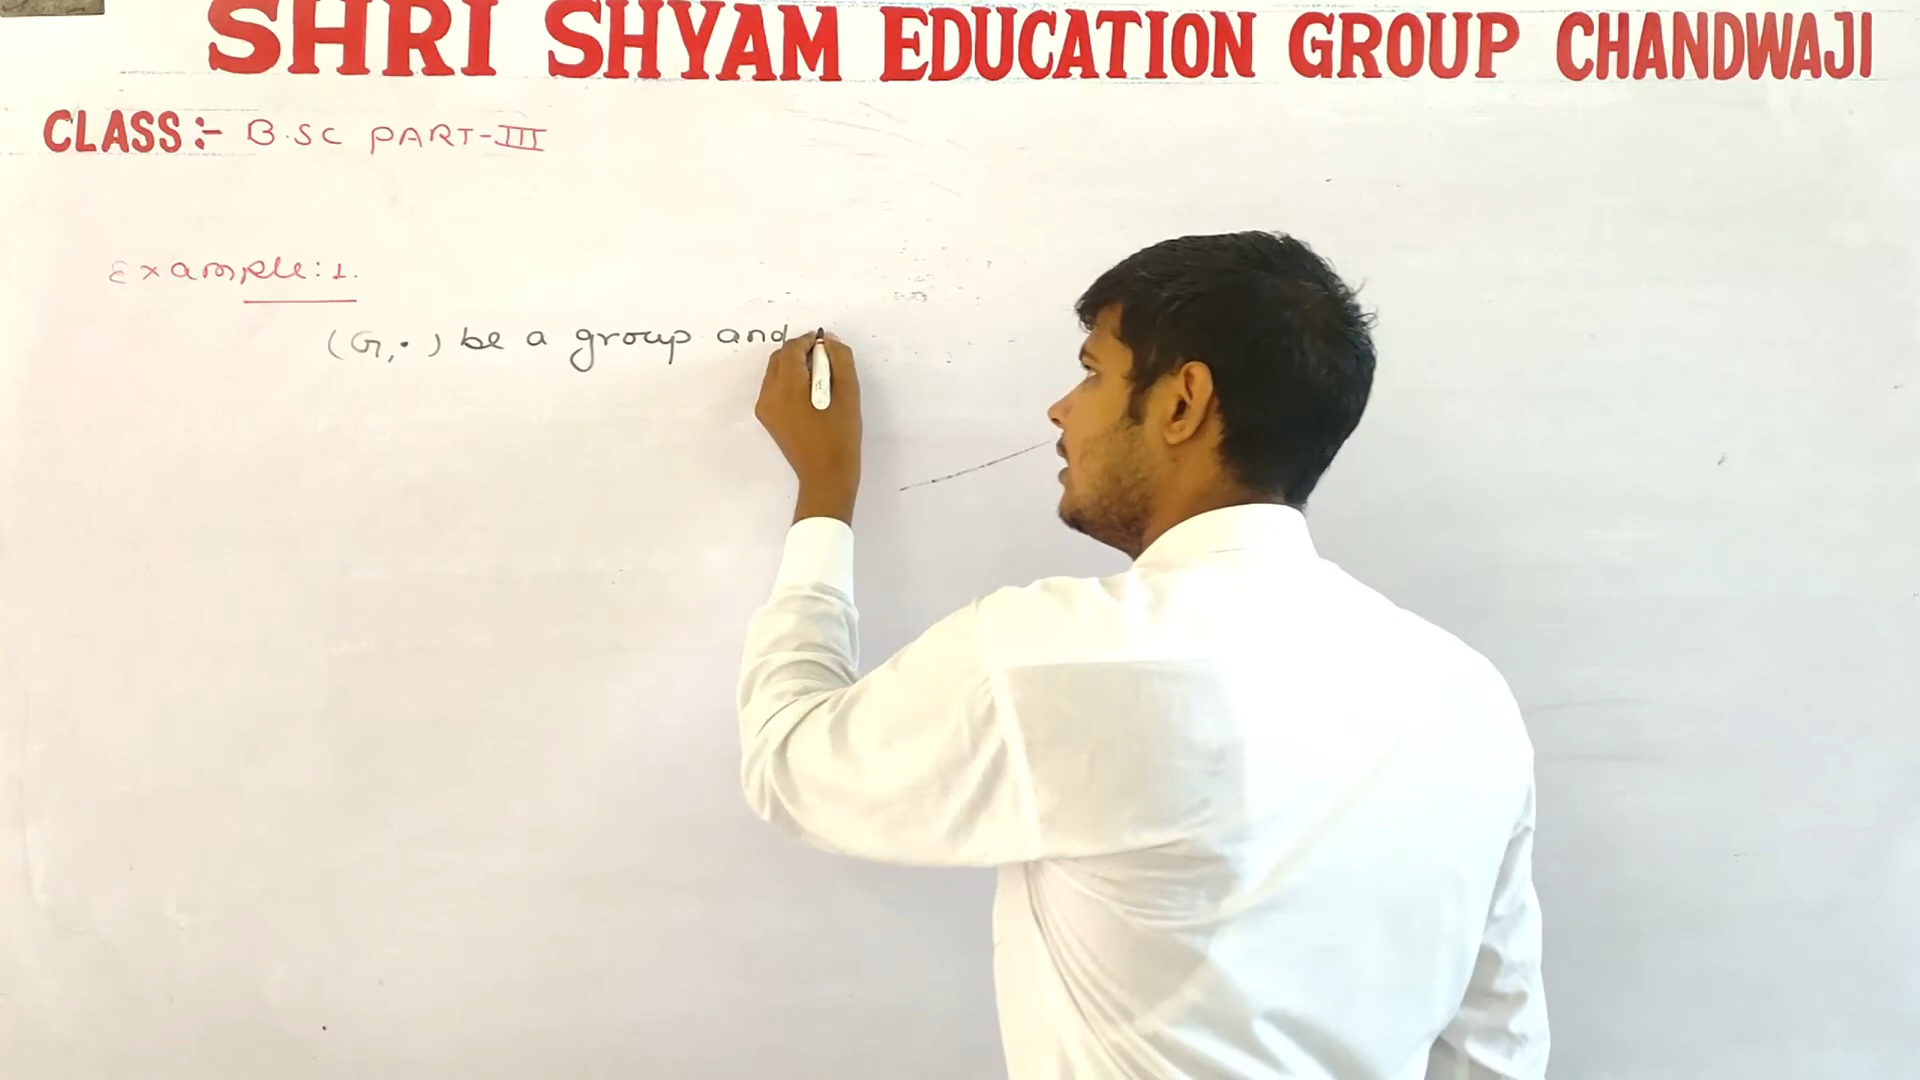 SHRI SHYAM EDUCATION GROUP CHANDWAJI
CLASS:- B.SC PART-III
Example:1.
(G,•) be a group and